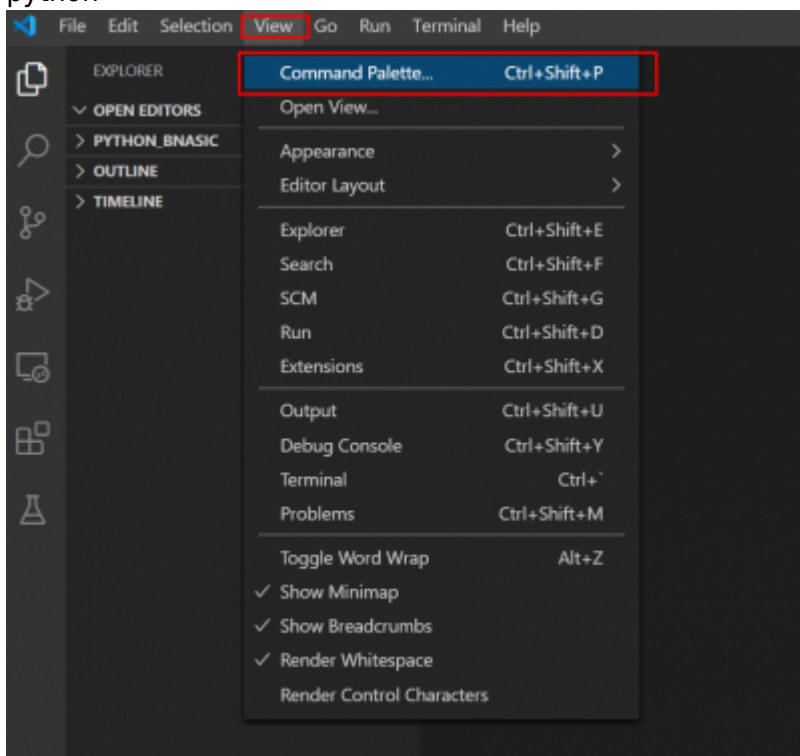 python
File Edit Selection View Go Run Terminal Help
EXPLORER
OPEN EDITORS
PYTHON_BNASIC
OUTLINE
TIMELINE
Command Palette... Ctrl+Shift+P
Open View...
Appearance
Editor Layout
Explorer Ctrl+Shift+E
Search Ctrl+Shift+F
SCM Ctrl+Shift+G
Run Ctrl+Shift+D
Extensions Ctrl+Shift+X
Output Ctrl+Shift+U
Debug Console Ctrl+Shift+Y
Terminal Ctrl+`
Problems Ctrl+Shift+M
Toggle Word Wrap Alt+Z
Show Minimap
Show Breadcrumbs
Render Whitespace
Render Control Characters